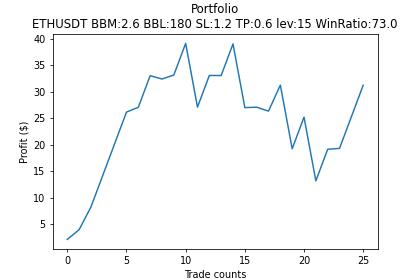 Portfolio
ETHUSDT BBM:2.6 BBL:180 SL:1.2 TP:0.6 lev:15 WinRatio:73.0
40
35
30
25
20
15
10
5
Profit ($)
0 5 10 15 20 25
Trade counts